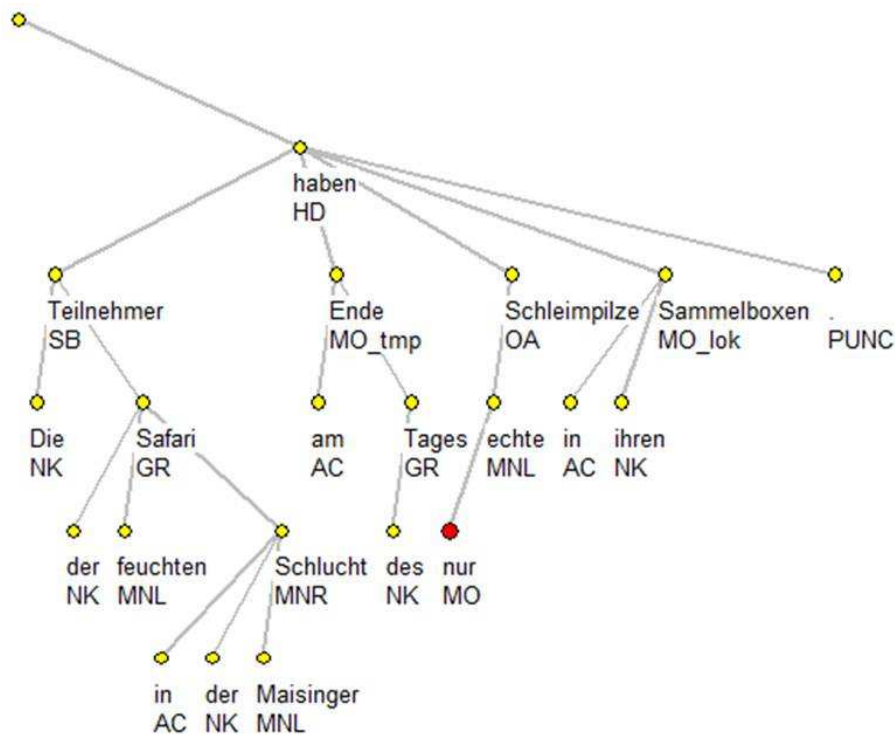 haben
HD
Teilnehmer Ende Schleimpilze Sammelboxen .
SB MO_tmp OA MO_lok PUNC
Die Safari am Tages echte in ihren
NK GR AC GR MNL AC NK
der feuchten Schlucht des nur
NK MNL MNR NK MO
in der Maisinger
AC NK MNL